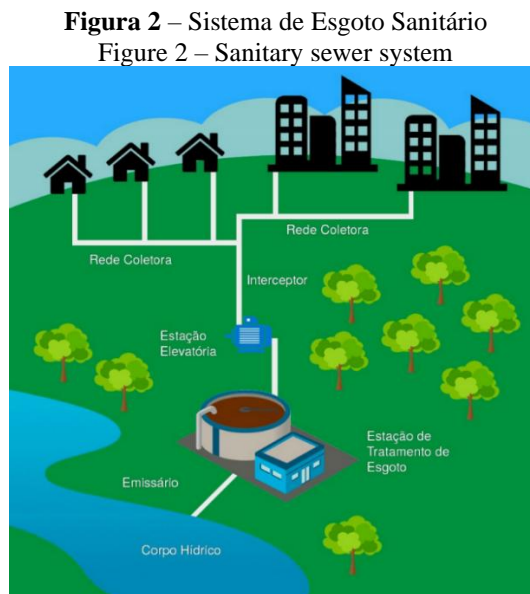 Figura 2 – Sistema de Esgoto Sanitário
Figure 2 – Sanitary sewer system
Rede Coletora
Rede Coletora
Interceptor
Estação
Elevatória
Estação de
Tratamento de
Esgoto
Emissário
Corpo Hídrico